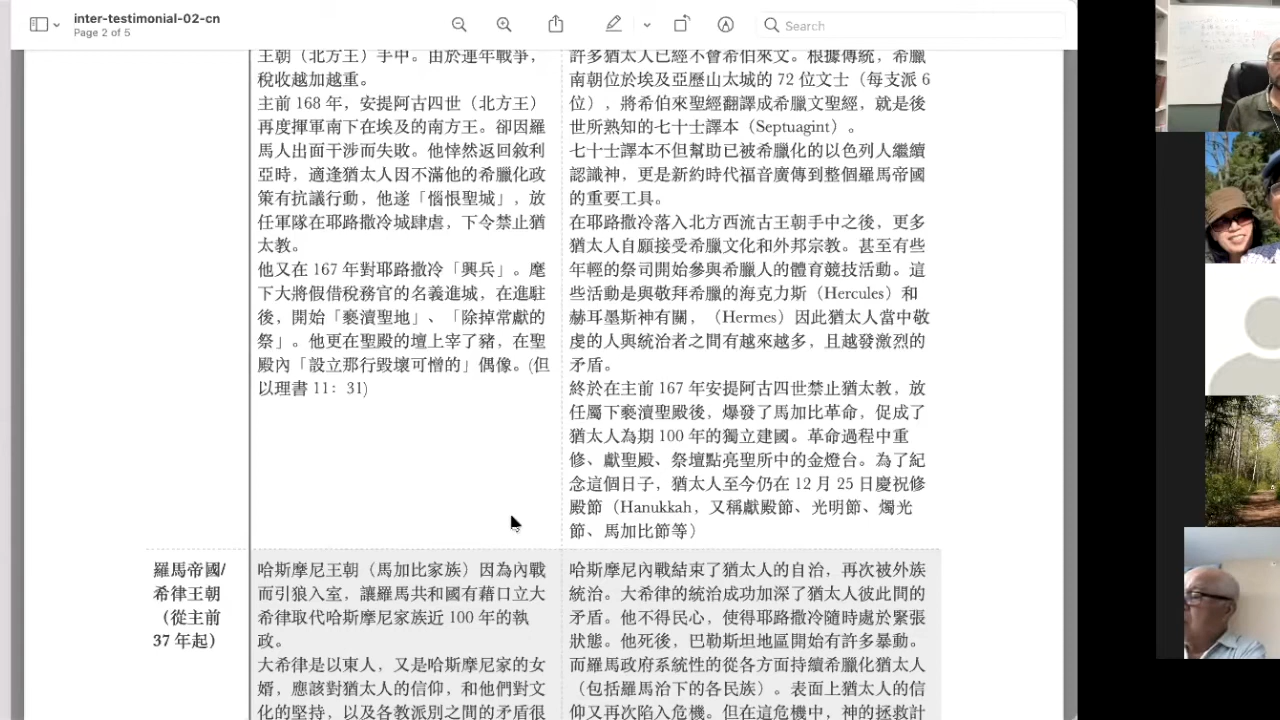 inter-testimonial-02-cn
Page 2 of 5
Search
王朝（北方王）手中。由於連年戰爭，
稅收越加越重。
主前 168 年，安提阿古四世（北方王）
再度揮軍南下在埃及的南方王。卻因羅
馬人出面干涉而失敗。他悻然返回敘利
亞時，適逢猶太人因不滿他的希臘化政
策有抗議行動，他遂「惱恨聖城」，放
任軍隊在耶路撒冷城肆虐，下令禁止猶
太教。
他又在 167 年對耶路撒冷「興兵」。麾
下大將假借稅務官的名義進城，在進駐
後，開始「褻瀆聖地」、「除掉常獻的
祭」。他更在聖殿的壇上宰了豬，在聖
殿內「設立那行毀壞可憎的」偶像。(但
以理書 11：31)
許多猶太人已經不會希伯來文。根據傳統，希臘
南朝位於埃及亞歷山太城的 72 位文士（每支派 6
位），將希伯來聖經翻譯成希臘文聖經，就是後
世所熟知的七十士譯本（Septuagint）。
七十士譯本不但幫助已被希臘化的以色列人繼續
認識神，更是新約時代福音廣傳到整個羅馬帝國
的重要工具。
在耶路撒冷落入北方西流古王朝手中之後，更多
猶太人自願接受希臘文化和外邦宗教。甚至有些
年輕的祭司開始參與希臘人的體育競技活動。這
些活動是與敬拜希臘的海克力斯（Hercules）和
赫耳墨斯神有關，（Hermes）因此猶太人當中敬
虔的人與統治者之間有越來越多，且越發激烈的
矛盾。
終於在主前 167 年安提阿古四世禁止猶太教，放
任屬下褻瀆聖殿後，爆發了馬加比革命，促成了
猶太人為期 100 年的獨立建國。革命過程中重
修、獻聖殿、祭壇點亮聖所中的金燈台。為了紀
念這個日子，猶太人至今仍在 12 月 25 日慶祝修
殿節（Hanukkah，又稱獻殿節、光明節、燭光
節、馬加比節等）
羅馬帝國/
希律王朝
（從主前
37 年起）
哈斯摩尼王朝（馬加比家族）因為內戰
而引狼入室，讓羅馬共和國有藉口立大
希律取代哈斯摩尼家族近 100 年的執
政。
大希律是以東人，又是哈斯摩尼家的女
婿，應該對猶太人的信仰，和他們對文
化的堅持，以及各教派別之間的矛盾很
哈斯摩尼內戰結束了猶太人的自治，再次被外族
統治。大希律的統治成功加深了猶太人彼此間的
矛盾。他不得民心，使得耶路撒冷隨時處於緊張
狀態。他死後，巴勒斯坦地區開始有許多暴動。
而羅馬政府系統性的從各方面持續希臘化猶太人
（包括羅馬治下的各民族）。表面上猶太人的信
仰又再次陷入危機。但在這危機中，神的拯救計